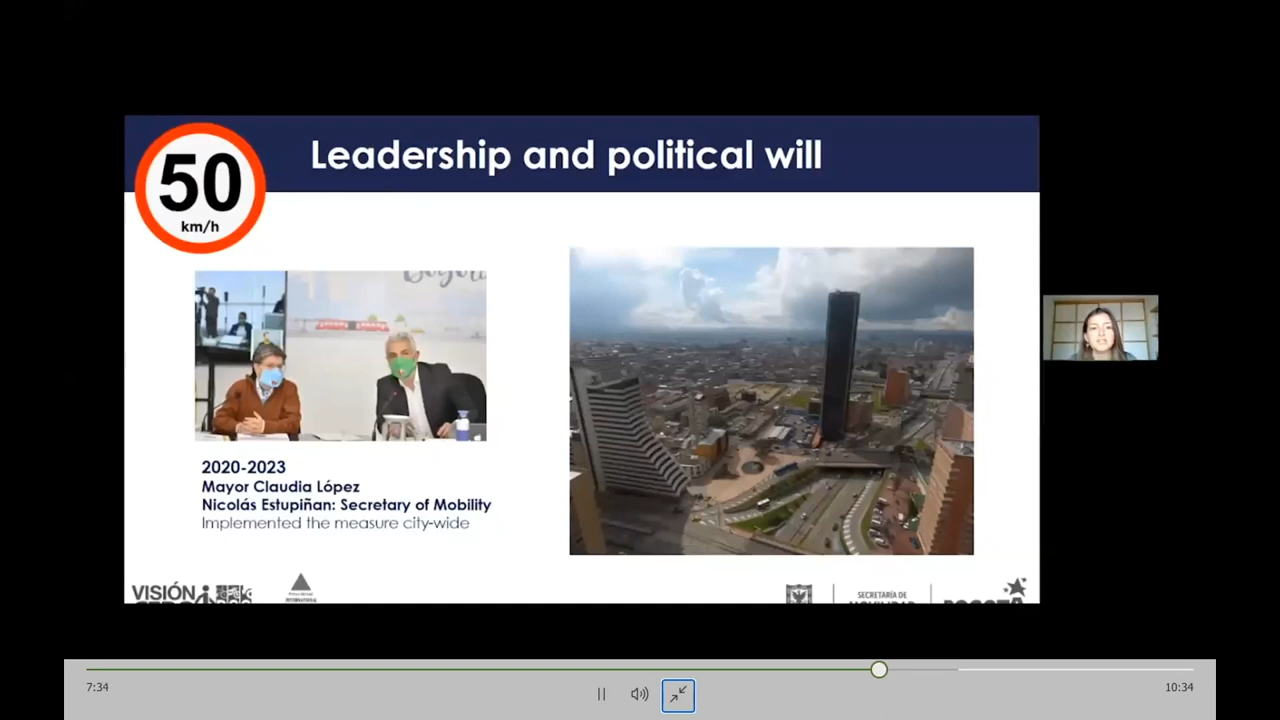 50
km/h
Leadership and political will
2020-2023
Mayor Claudia López
Nicolás Estupiñan: Secretary of Mobility
Implemented the measure city-wide
VISIÓN
SECRETARÍA DE
7:34
10:34